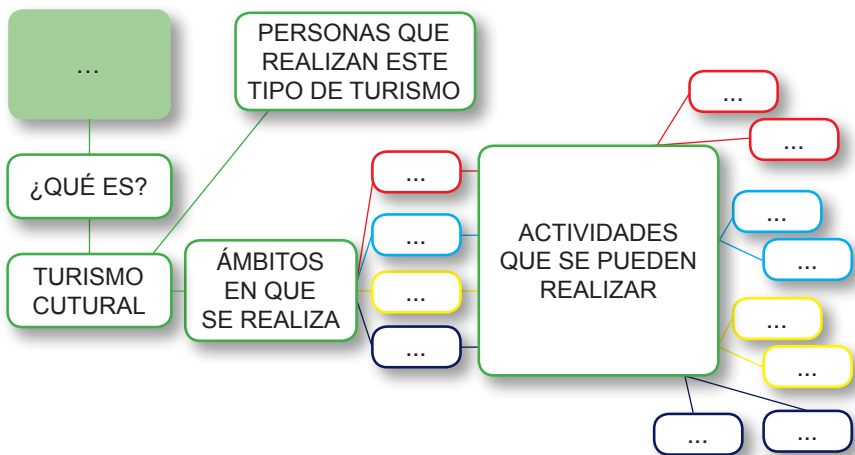 ...
PERSONAS QUE
REALIZAN ESTE
TIPO DE TURISMO
¿QUÉ ES?
TURISMO
CUTURAL
ÁMBITOS
EN QUE
SE REALIZA
...
...
...
...
ACTIVIDADES
QUE SE PUEDEN
REALIZAR
...
...
...
...
...
...
...
...